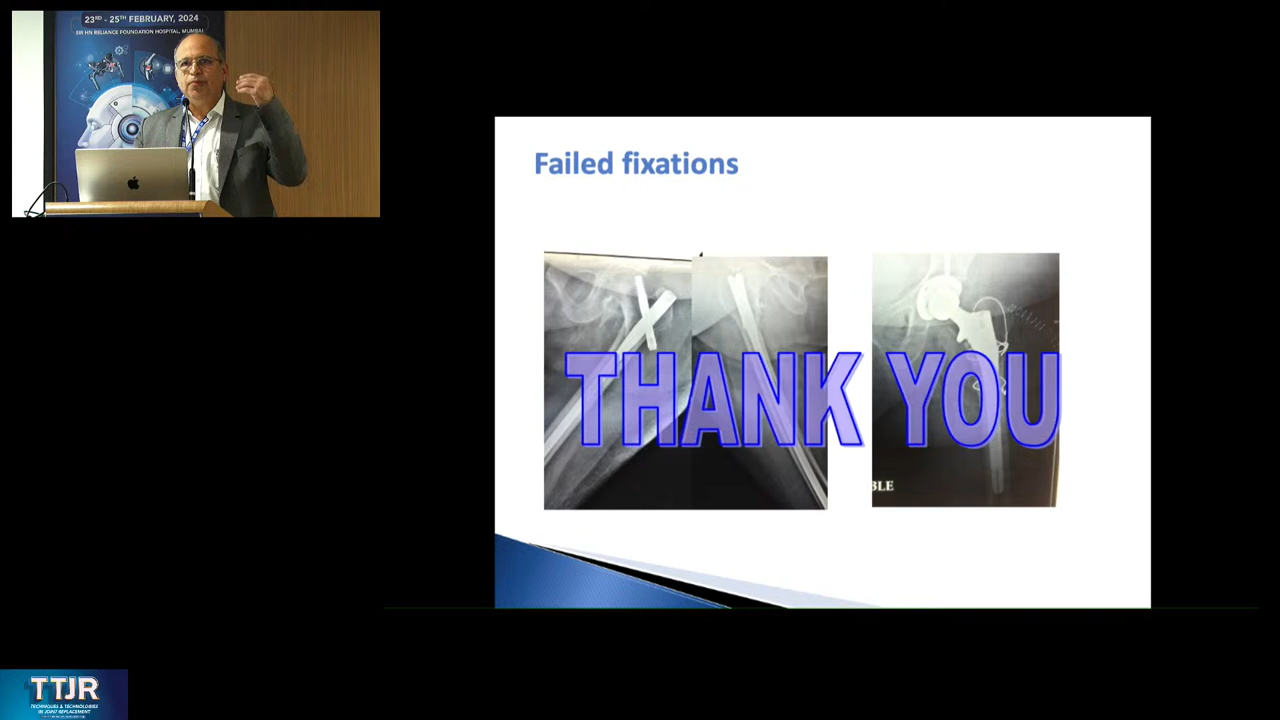 23RD - 25TH FEBRUARY, 2024
SIR HN RELIANCE FOUNDATION HOSPITAL, MUMBAI
Failed fixations
THANK YOU
BLE
TTJR
TECHNIQUES & TECHNOLOGIES
IN JOINT REPLACEMENT